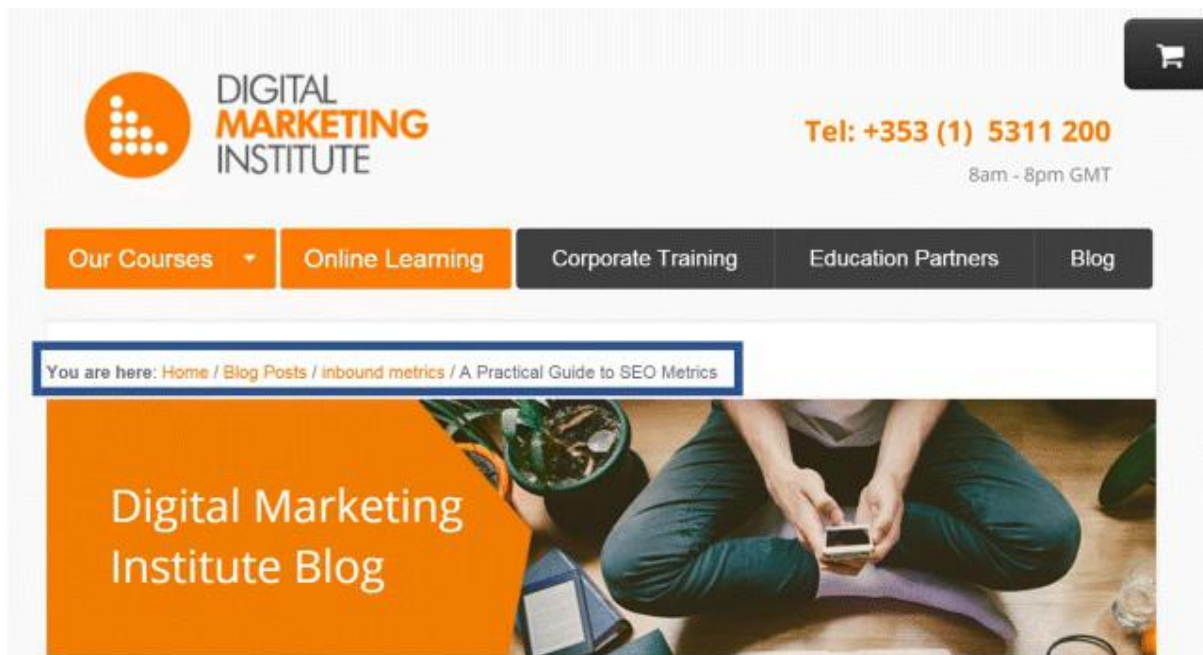 DIGITAL
MARKETING
INSTITUTE
Tel: +353 (1) 5311 200
8am - 8pm GMT
Our Courses
Online Learning
Corporate Training
Education Partners
Blog
You are here: Home / Blog Posts / inbound metrics / A Practical Guide to SEO Metrics
Digital Marketing
Institute Blog